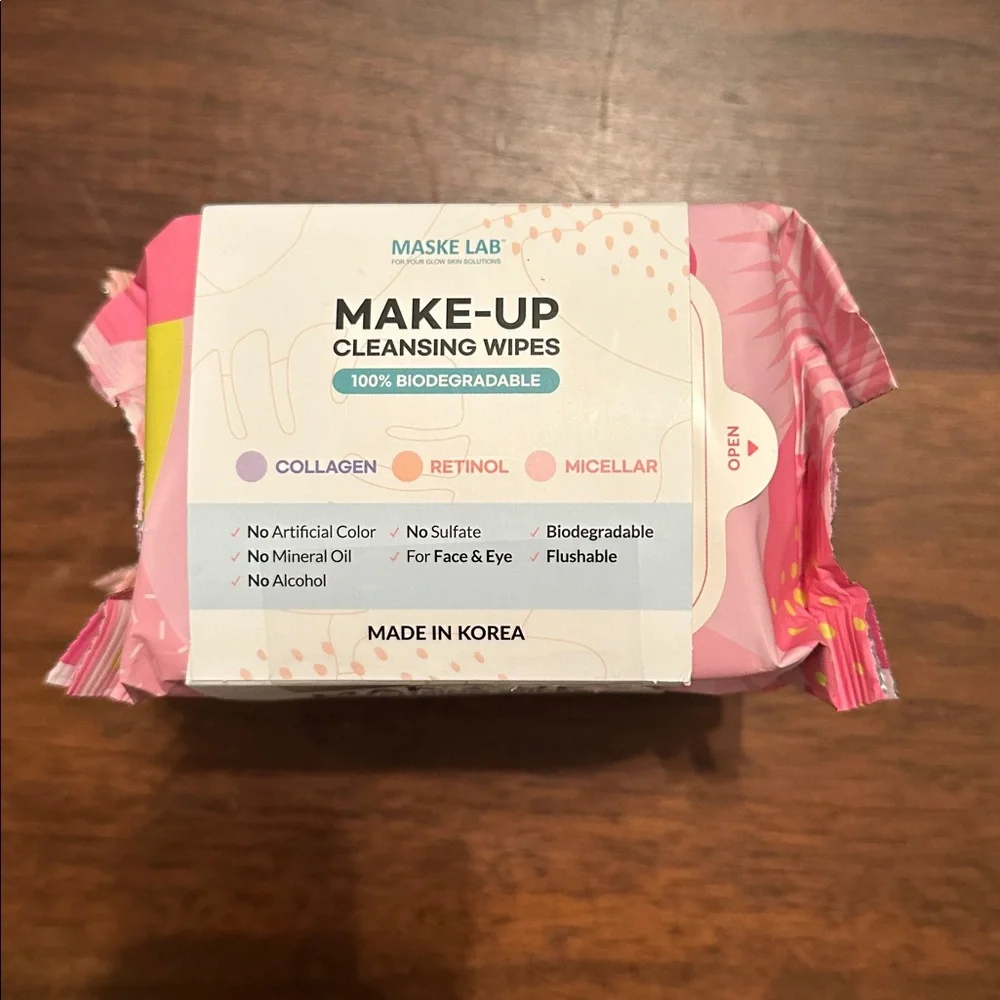 MASKE LAB™
FOR YOUR GLOW SKIN SOLUTIONS
MAKE-UP
CLEANSING WIPES
100% BIODEGRADABLE
COLLAGEN RETINOL MICELLAR
✓ No Artificial Color ✓ No Sulfate ✓ Biodegradable
✓ No Mineral Oil ✓ For Face & Eye ✓ Flushable
✓ No Alcohol
MADE IN KOREA
OPEN